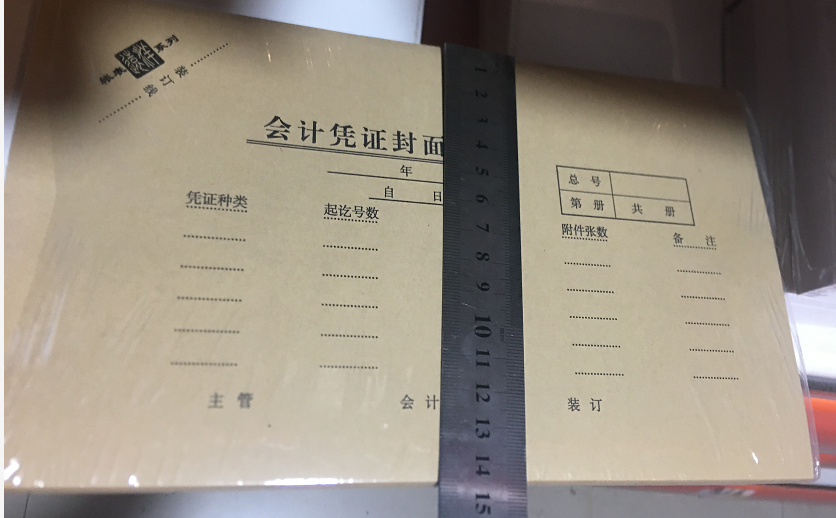 装订线
会计凭证封面
年
自 日
总号
第 册 共 册
凭证种类 起讫号数 附件张数 备注
主管 会计 装订
1
2
3
4
5
6
7
8
9
10
11
12
13
14
15